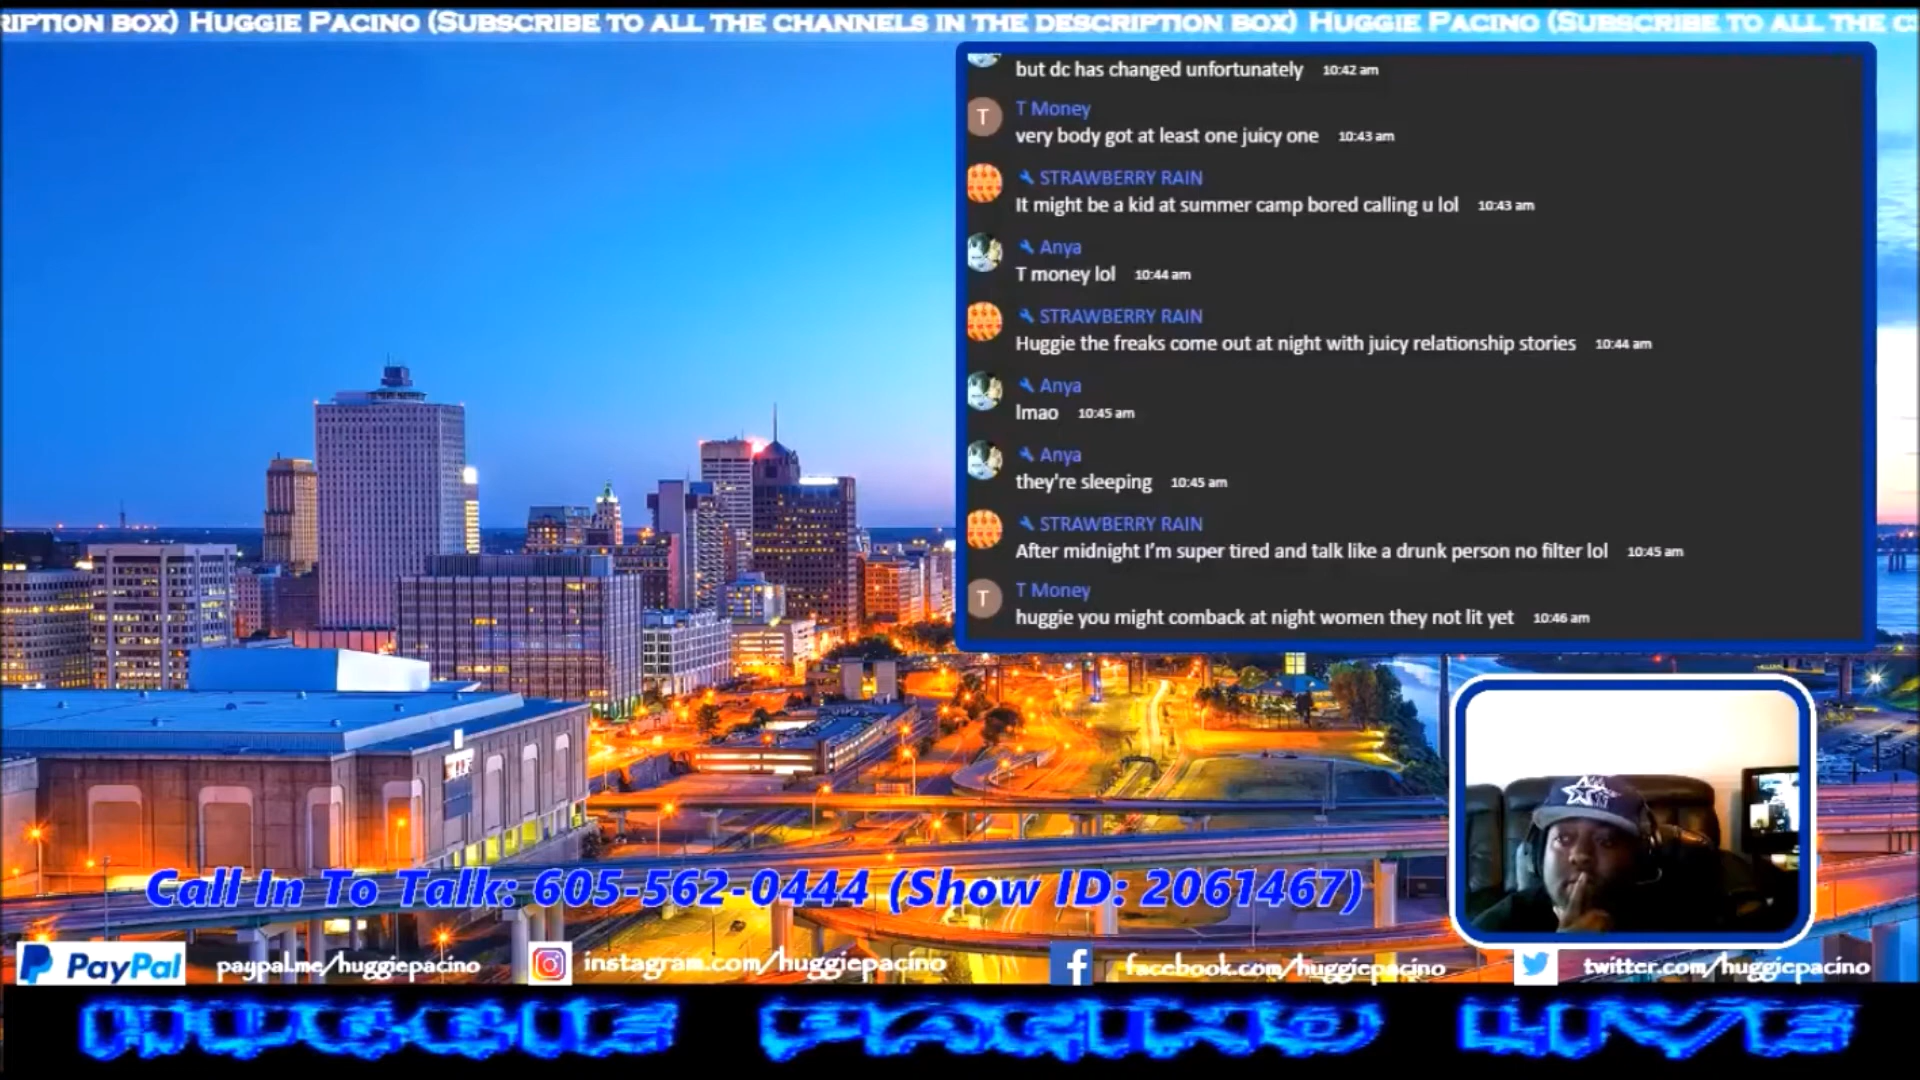 RIPTION BOX) HUGGIE PACINO (SUBSCRIBE TO ALL THE CHANNELS IN THE DESCRIPTION BOX) HUGGIE PACINO (SUBSCRIBE TO ALL THE C
but dc has changed unfortunately 10:42 am
T T Money
very body got at least one juicy one 10:43 am
STRAWBERRY RAIN
It might be a kid at summer camp bored calling u lol 10:43 am
Anya
T money lol 10:44 am
STRAWBERRY RAIN
Huggie the freaks come out at night with juicy relationship stories 10:44 am
Anya
lmao 10:45 am
Anya
they're sleeping 10:45 am
STRAWBERRY RAIN
After midnight I'm super tired and talk like a drunk person no filter lol 10:45 am
T T Money
huggie you might comback at night women they not lit yet 10:46 am
Call In To Talk: 605-562-0444 (Show ID: 2061467)
PayPal paypal.me/huggiepacino instagram.com/huggiepacino facebook.com/huggiepacino twitter.com/huggiepacino
HUGGIE PACINO LIVE